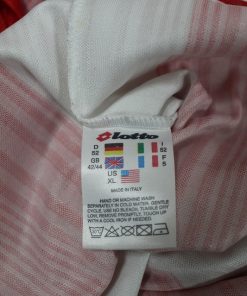 lotto
D 52 I 52
GB 42/44 F 5
US XL
MADE IN ITALY
HAND OR MACHINE WASH
SEPARATELY IN COLD WATER, GENTLE
CYCLE, USE NO BLEACH, TUMBLE DRY
LOW, REMOVE PROMPTLY, TOUCH UP
WITH A COOL IRON IF NEEDED